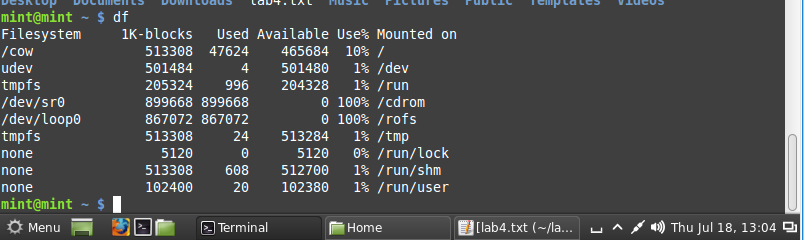 Desktop Documents Downloads lab4.txt Music Pictures Public Templates Videos
mint@mint ~ $ df
Filesystem 1K-blocks Used Available Use% Mounted on
/cow 513308 47624 465684 10% /
udev 501484 4 501480 1% /dev
tmpfs 205324 996 204328 1% /run
/dev/sr0 899668 899668 0 100% /cdrom
/dev/loop0 867072 867072 0 100% /rofs
tmpfs 513308 24 513284 1% /tmp
none 5120 0 5120 0% /run/lock
none 513308 608 512700 1% /run/shm
none 102400 20 102380 1% /run/user
mint@mint ~ $
Menu Terminal Home [lab4.txt (~/la... Thu Jul 18, 13:04